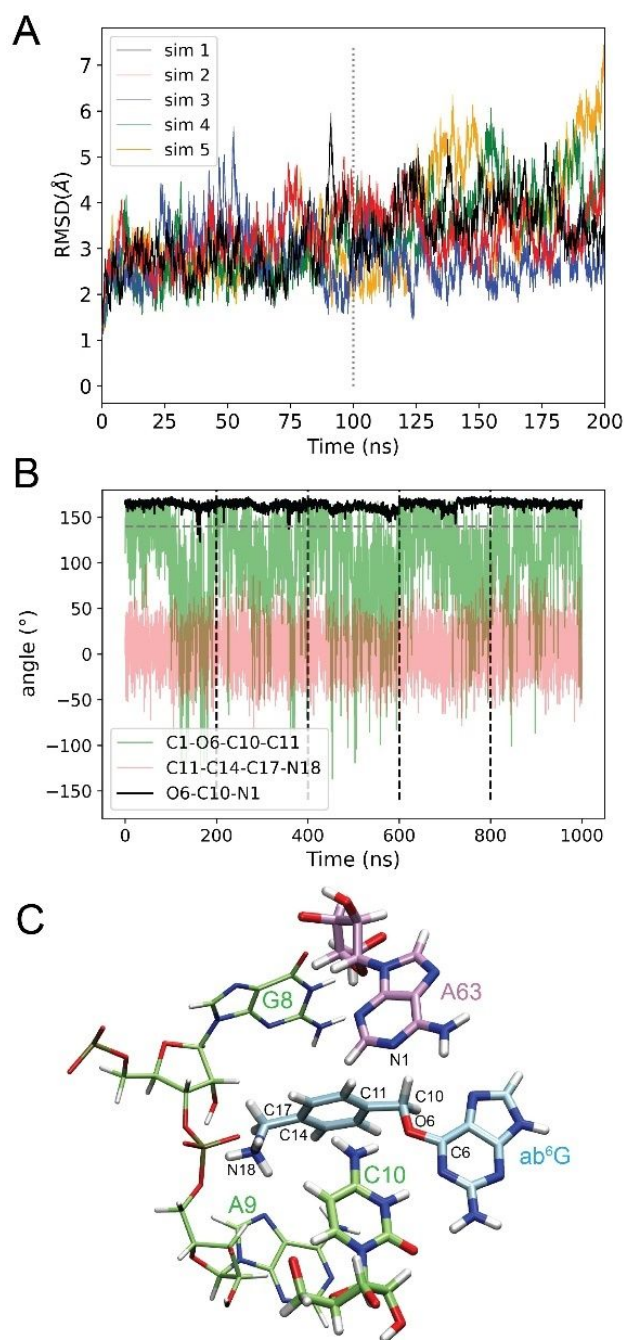 A
sim 1
sim 2
sim 3
sim 4
sim 5
RMSD(Å)
7
6
5
4
3
2
1
0
0 25 50 75 100 125 150 175 200
Time (ns)
B
angle (°)
150
100
50
0
−50
−100
−150
C1-O6-C10-C11
C11-C14-C17-N18
O6-C10-N1
0 200 400 600 800 1000
Time (ns)
C
G8
A63
N1
C11
C10
C17
O6
C14
C6
N18
C10
ab⁶G
A9